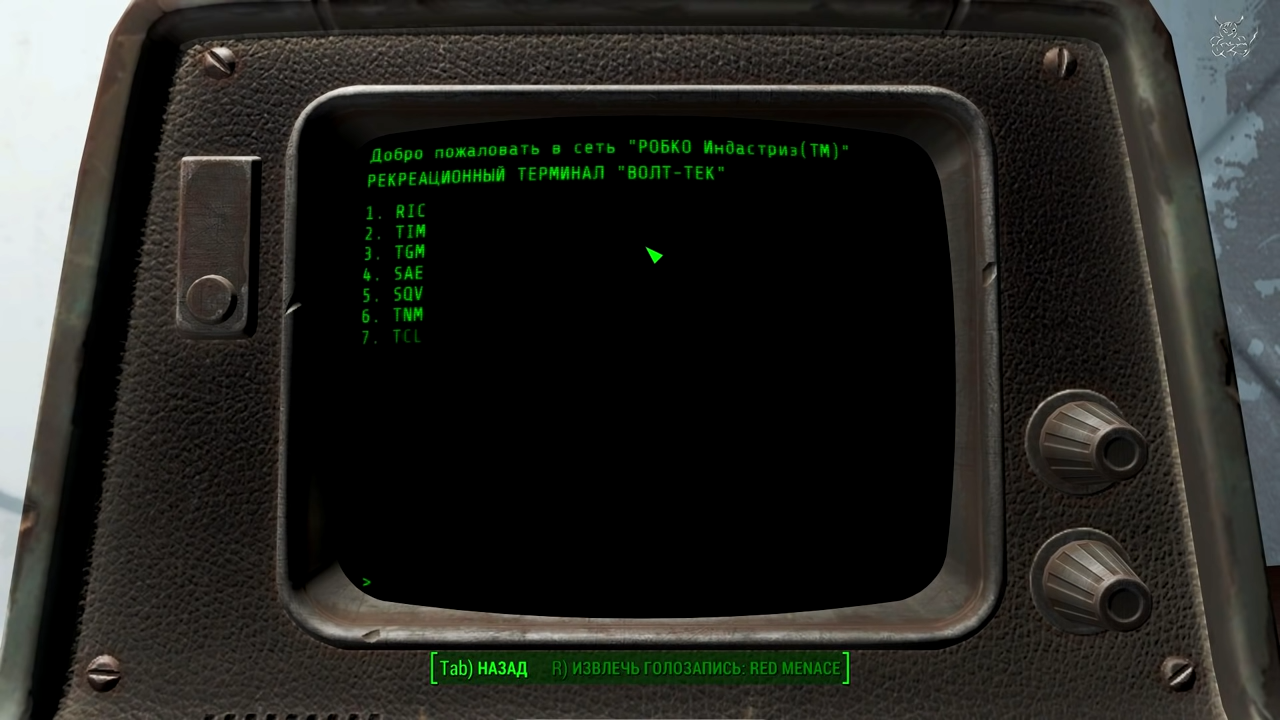 Добро пожаловать в сеть "РОБКО Индастриз(ТМ)"
РЕКРЕАЦИОННЫЙ ТЕРМИНАЛ "ВОЛТ-ТЕК"
1. RIC
2. TIM
3. TGM
4. SAE
5. SQV
6. TNM
7. TCL
>
[Tab) НАЗАД R) ИЗВЛЕЧЬ ГОЛОЗАПИСЬ: RED MENACE]